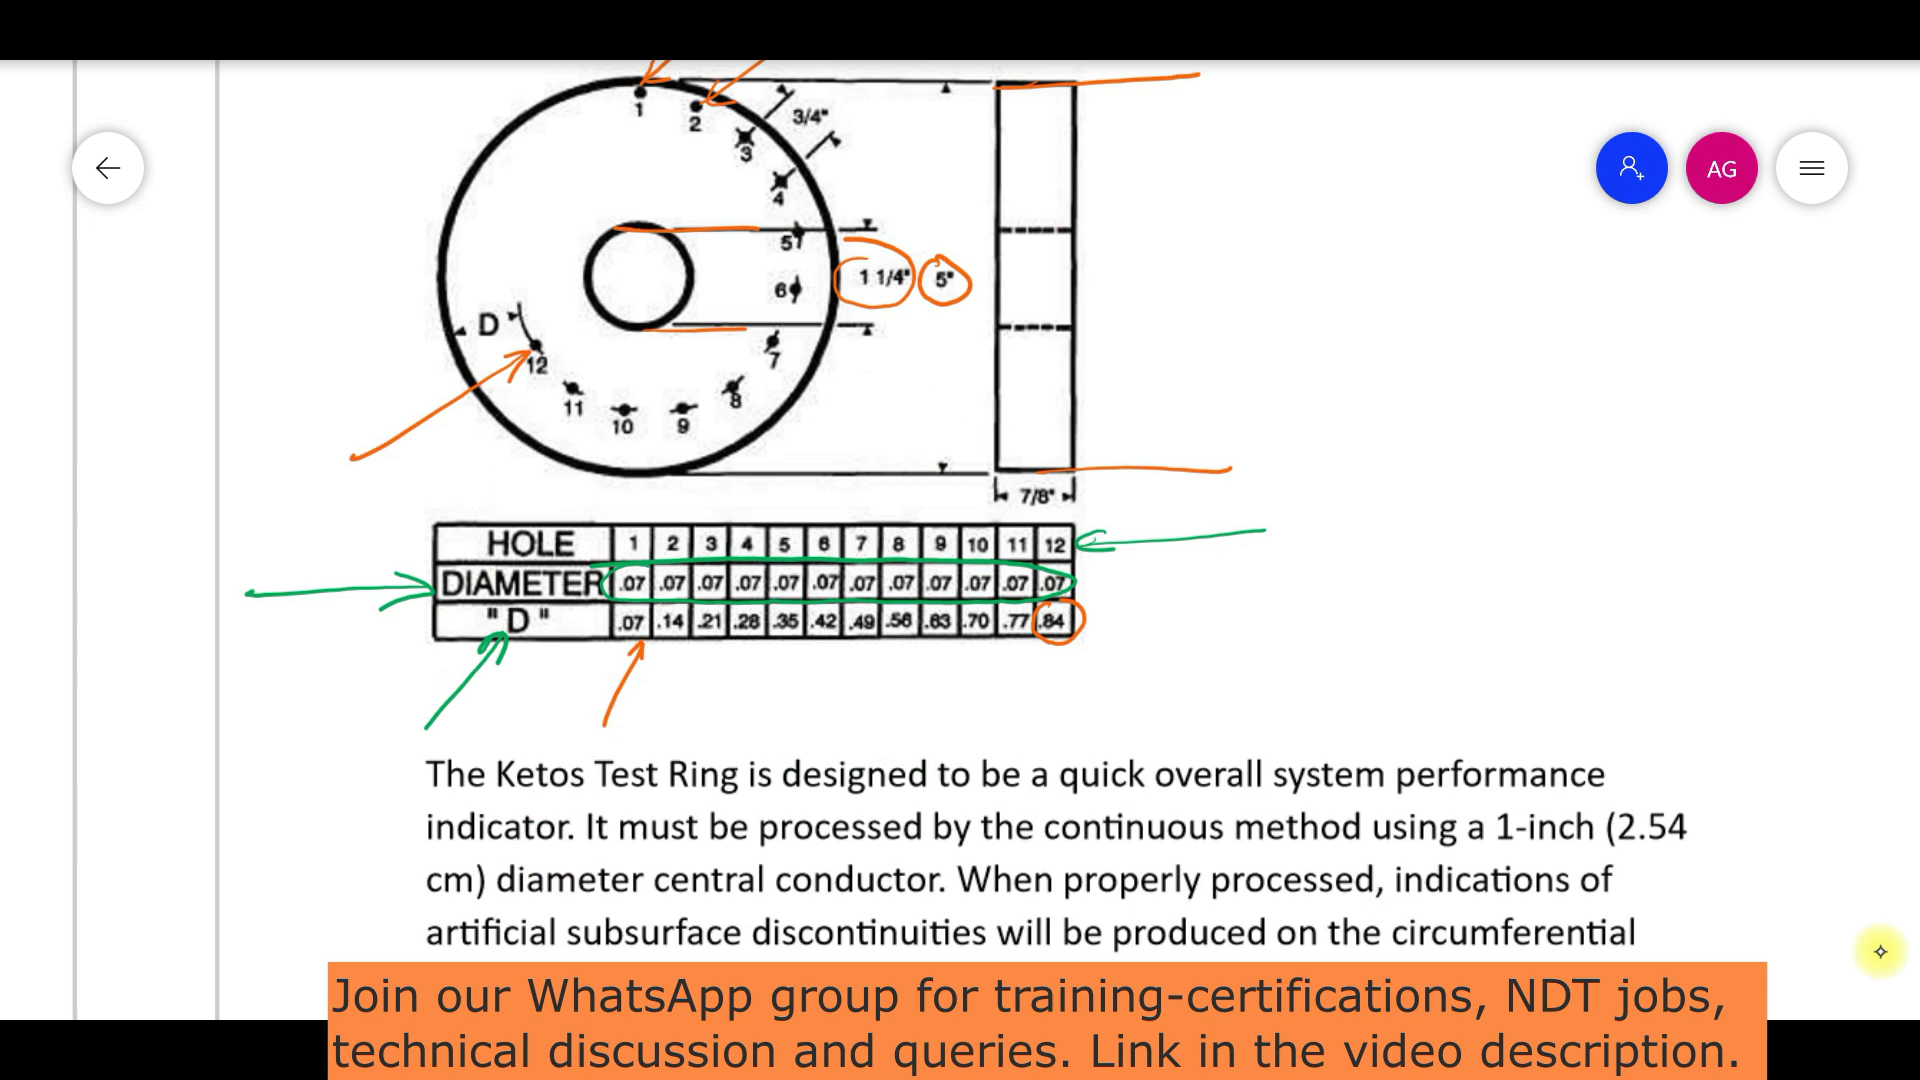 1
2
3/4"
3
4
5
6
1 1/4" 5"
D
12
7
11
8
10
9
7/8"
AG
HOLE 1 2 3 4 5 6 7 8 9 10 11 12
DIAMETER .07 .07 .07 .07 .07 .07 .07 .07 .07 .07 .07 .07
"D" .07 .14 .21 .28 .35 .42 .49 .56 .63 .70 .77 .84
The Ketos Test Ring is designed to be a quick overall system performance
indicator. It must be processed by the continuous method using a 1-inch (2.54
cm) diameter central conductor. When properly processed, indications of
artificial subsurface discontinuities will be produced on the circumferential
Join our WhatsApp group for training-certifications, NDT jobs,
technical discussion and queries. Link in the video description.